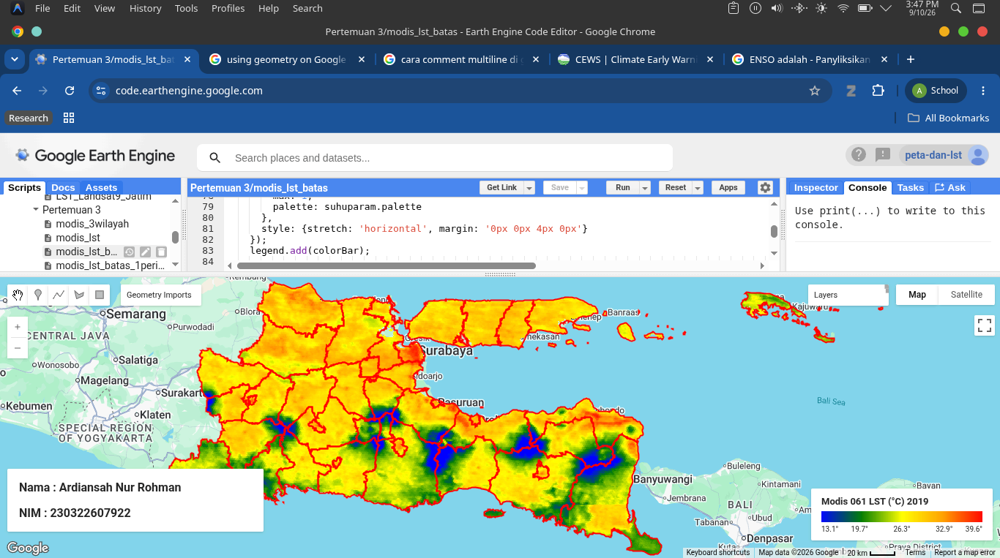 File Edit View History Tools Profiles Help Search
3:47 PM
9/10/26
Pertemuan 3/modis_lst_batas - Earth Engine Code Editor - Google Chrome
Pertemuan 3/modis_lst_bat
using geometry on Google
cara comment multiline di g
CEWS | Climate Early Warni
ENSO adalah - Panyliksikan
code.earthengine.google.com
A School
Research
All Bookmarks
Google Earth Engine
Search places and datasets...
peta-dan-lst
Scripts Docs Assets
LST_Landsat9_Jatim
Pertemuan 3
modis_3wilayah
modis_lst
modis_lst_b...
modis_lst_batas_1peri...
Pertemuan 3/modis_lst_batas
Get Link Save Run Reset Apps
78 max: 1,
79 palette: suhuparam.palette
80 },
81 style: {stretch: 'horizontal', margin: '0px 0px 4px 0px'}
82 });
83 legend.add(colorBar);
84
Inspector Console Tasks Ask
Use print(...) to write to this
console.
Geometry Imports
Layers
Map Satellite
Rembang
Semarang
Blora
Purwodadi
CENTRAL JAVA
Wonosobo
Salatiga
Magelang
Surakart
Kebumen
Klaten
SPECIAL REGION
OF YOGYAKARTA
Gresik
Surabaya
Sidoarjo
Pasuruan
mekasan
Banraas
Kajuwaru
Bali Sea
Banyuwangi
Buleleng
Kintamani
Jembrana
BALI
Ubud
Tabanan
Denpasar
Kuta
Bayan
Praya District
Nama : Ardiansah Nur Rohman
NIM : 230322607922
Modis 061 LST (°C) 2019
13.1° 19.7° 26.3° 32.9° 39.6°
Google
Keyboard shortcuts Map data ©2026 Google 20 km Terms Report a map error